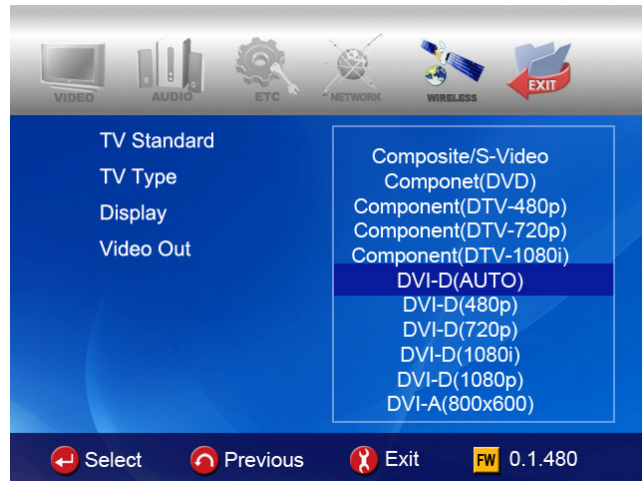 VIDEO
AUDIO
ETC
NETWORK
WIRELESS
EXIT
TV Standard
TV Type
Display
Video Out
Composite/S-Video
Componet(DVD)
Component(DTV-480p)
Component(DTV-720p)
Component(DTV-1080i)
DVI-D(AUTO)
DVI-D(480p)
DVI-D(720p)
DVI-D(1080i)
DVI-D(1080p)
DVI-A(800x600)
Select Previous Exit FW 0.1.480